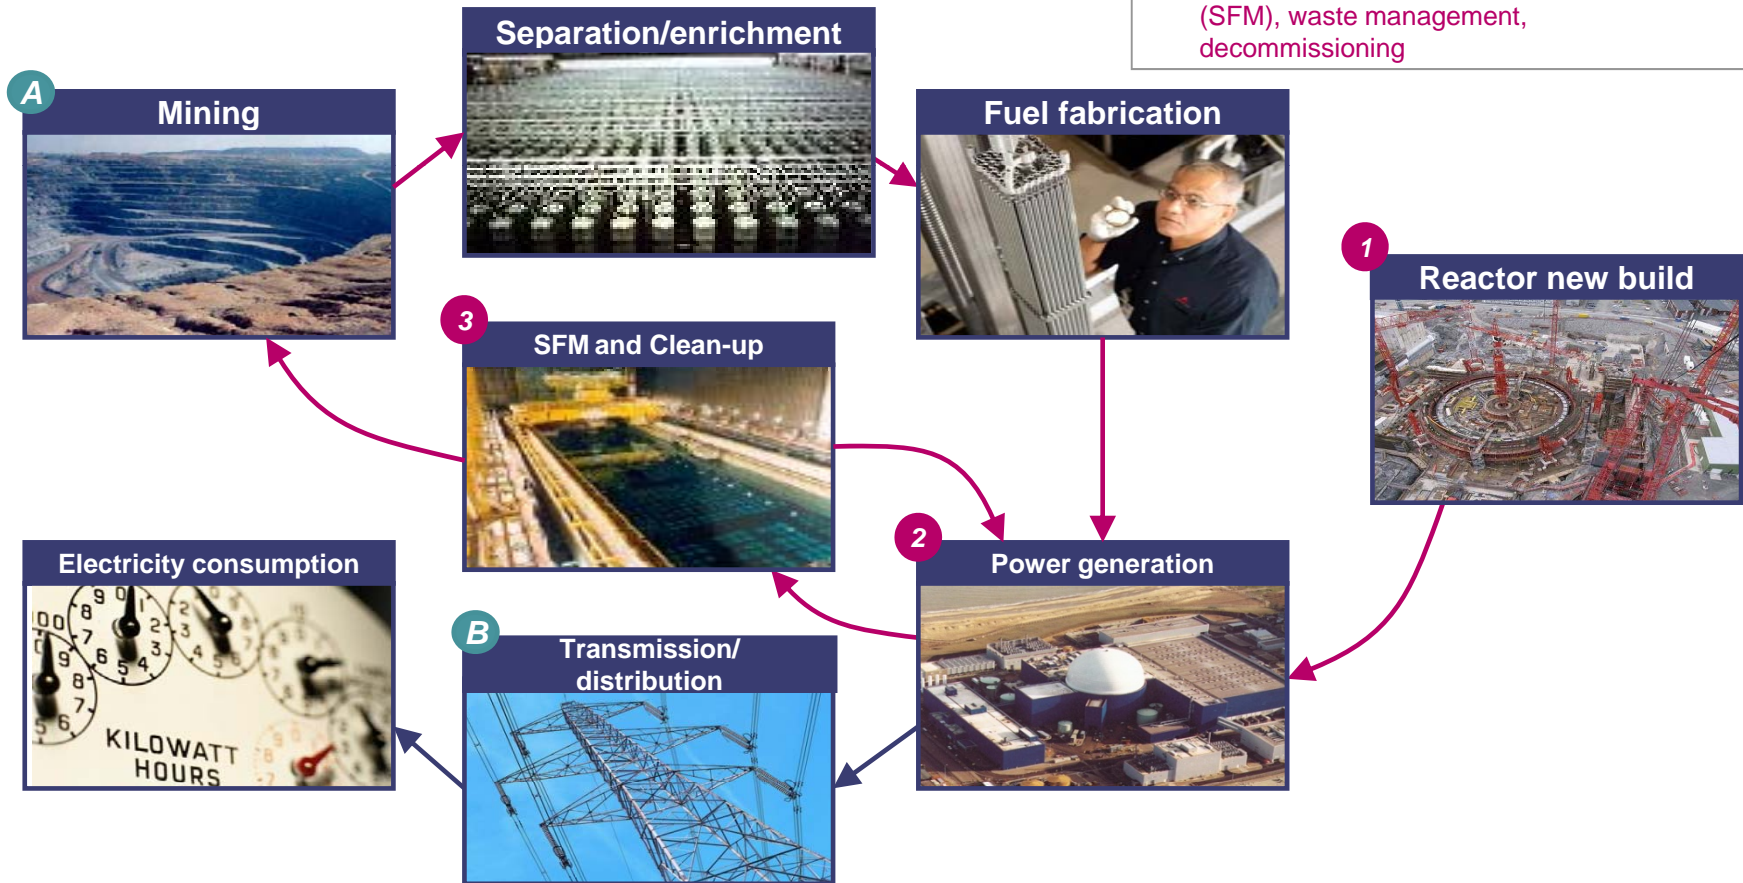 (SFM), waste management,
decommissioning
Separation/enrichment
A
Mining
Fuel fabrication
1
Reactor new build
3
SFM and Clean-up
2
Power generation
Electricity consumption
KILOWATT
HOURS
B
Transmission/
distribution